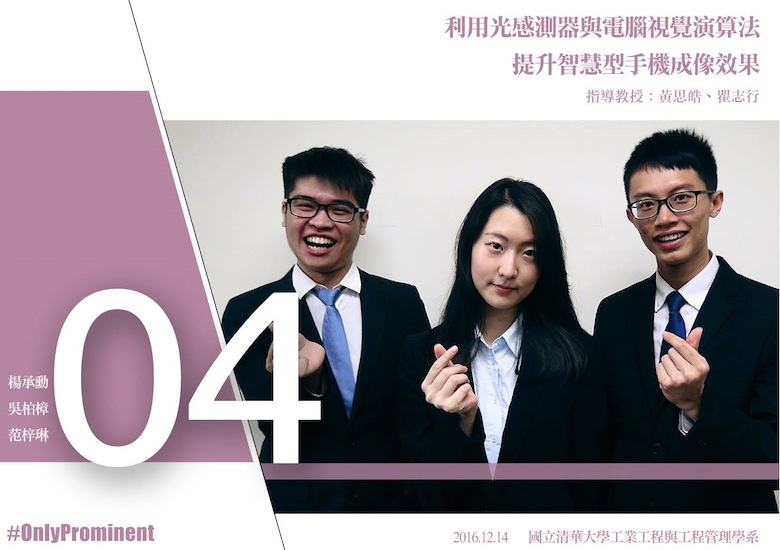 利用光感測器與電腦視覺演算法
提升智慧型手機成像效果
指導教授：黃思皓、瞿志行
04
楊承勳
吳柏樟
范梓琳
#OnlyProminent
2016.12.14 國立清華大學工業工程與工程管理學系